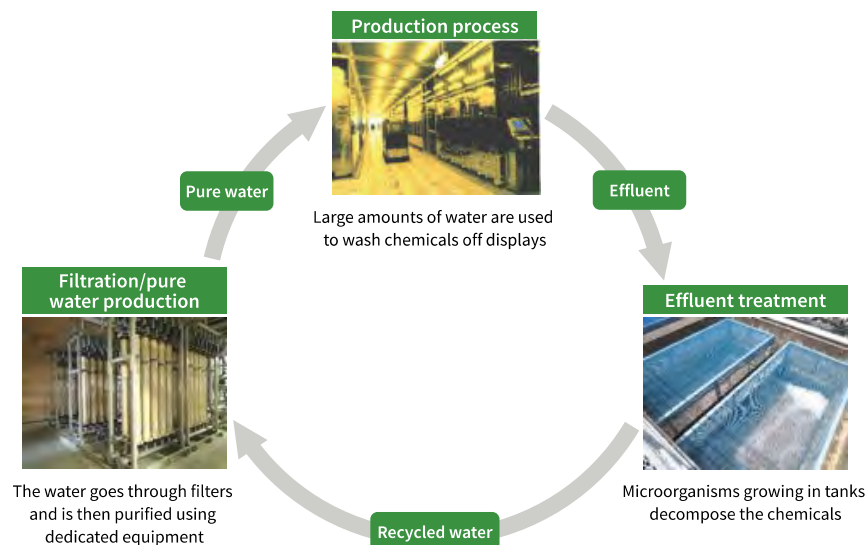 Production process
Pure water
Effluent
Large amounts of water are used
to wash chemicals off displays
Filtration/pure
water production
Effluent treatment
The water goes through filters
and is then purified using
dedicated equipment
Recycled water
Microorganisms growing in tanks
decompose the chemicals